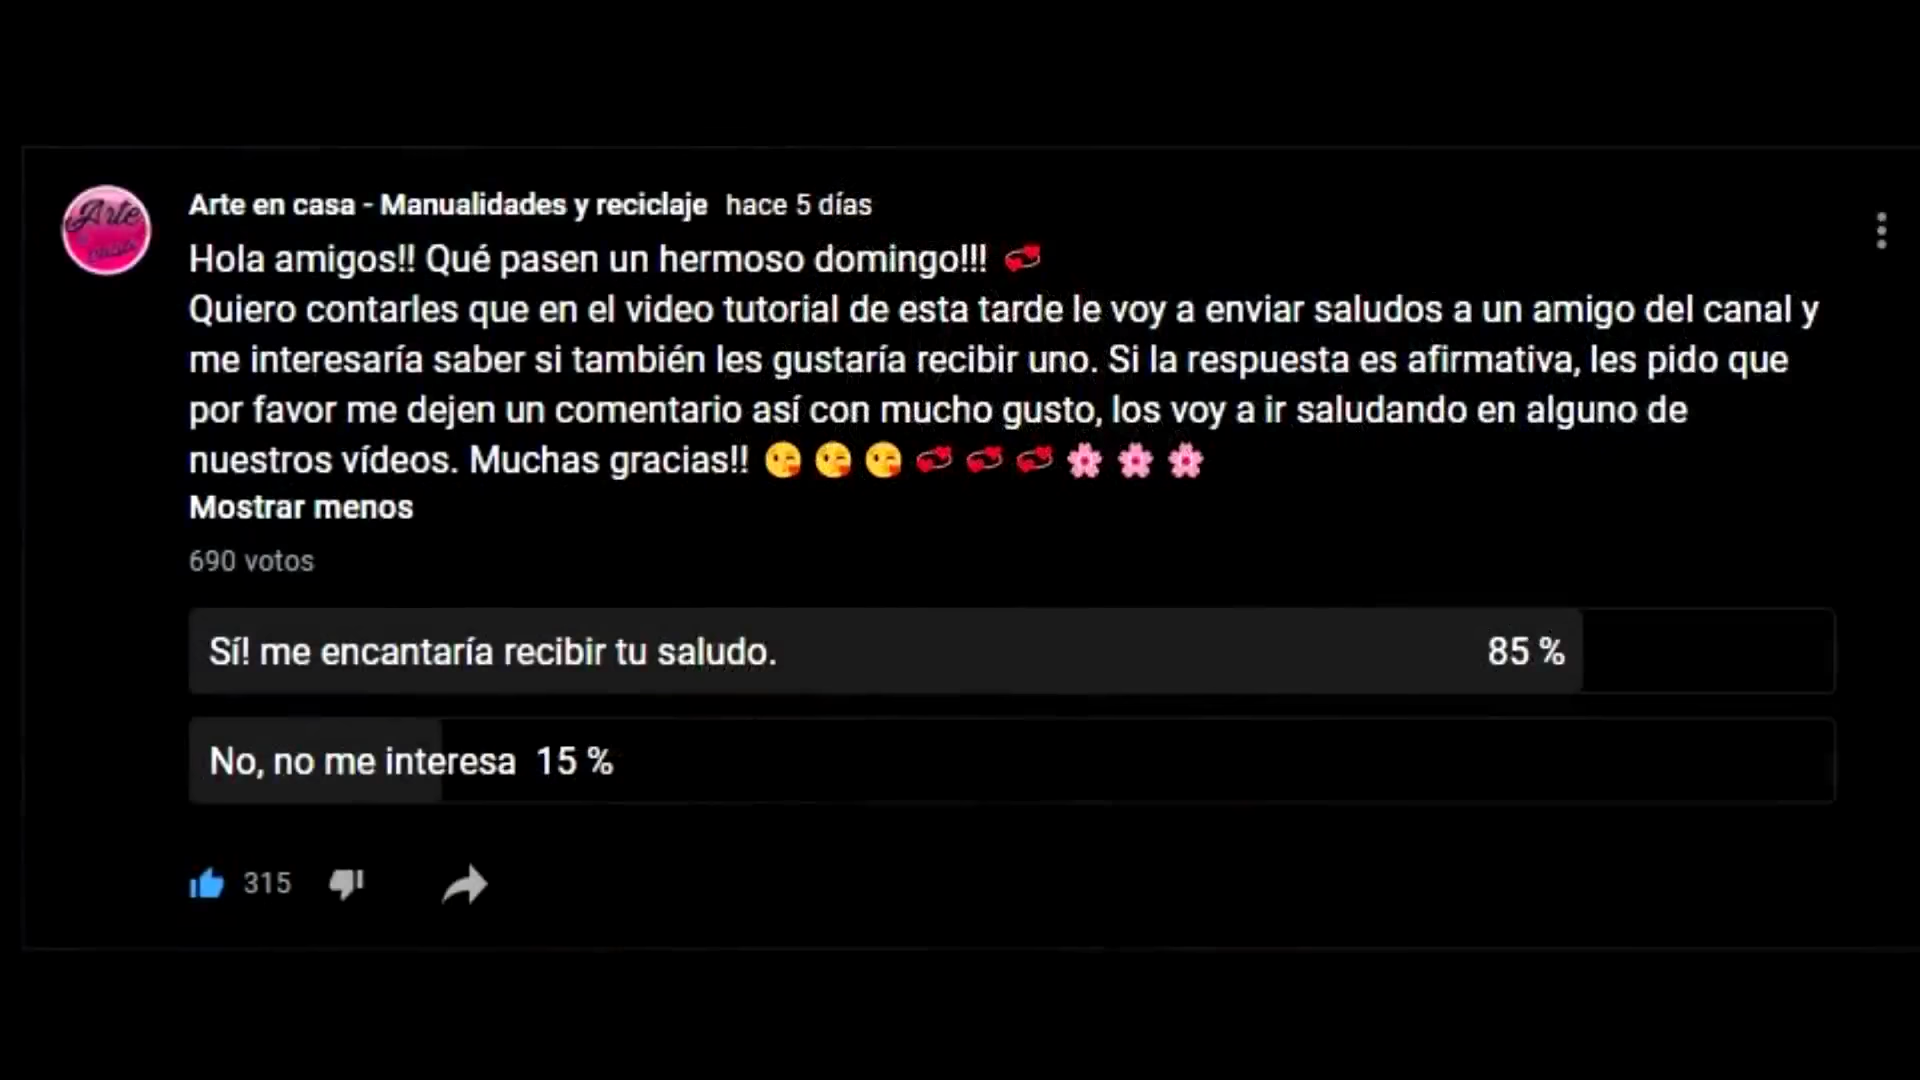 Arte
Arte en casa - Manualidades y reciclaje hace 5 días
Hola amigos!! Qué pasen un hermoso domingo!!! 💞
Quiero contarles que en el video tutorial de esta tarde le voy a enviar saludos a un amigo del canal y
me interesaría saber si también les gustaría recibir uno. Si la respuesta es afirmativa, les pido que
por favor me dejen un comentario así con mucho gusto, los voy a ir saludando en alguno de
nuestros vídeos. Muchas gracias!! 😘 😘 😘 💞 💞 💞 🌸 🌸 🌸
Mostrar menos
690 votos
Sí! me encantaría recibir tu saludo. 85 %
No, no me interesa 15 %
315